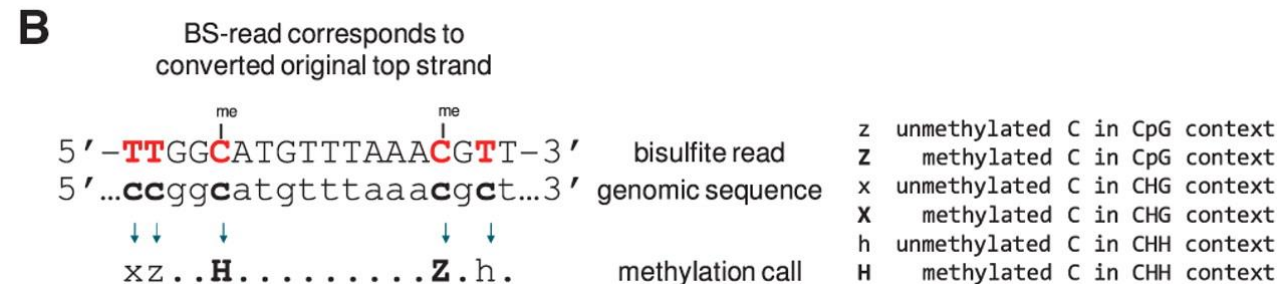 B
BS-read corresponds to
converted original top strand
me me
5′-TTGGCATGTTTAAACGTT-3′ bisulfite read
5′…ccggcatgtttaaacgct…3′ genomic sequence
↓↓ ↓ ↓ ↓
xz..H.........Z.h. methylation call
z unmethylated C in CpG context
Z methylated C in CpG context
x unmethylated C in CHG context
X methylated C in CHG context
h unmethylated C in CHH context
H methylated C in CHH context